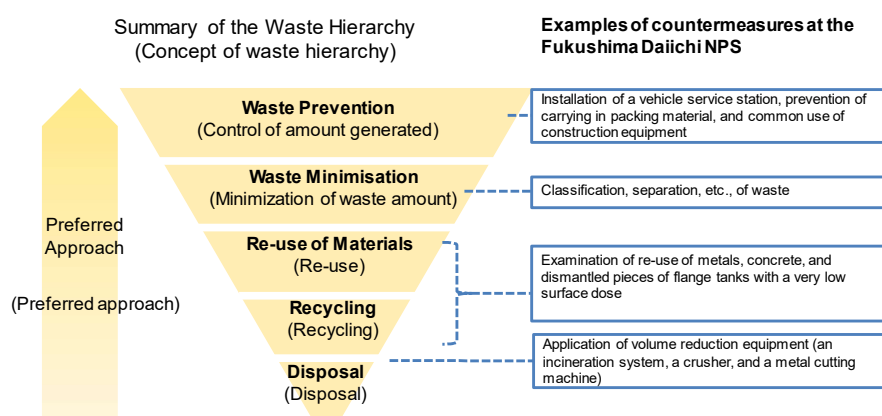 Summary of the Waste Hierarchy
(Concept of waste hierarchy)
Examples of countermeasures at the
Fukushima Daiichi NPS
Waste Prevention
(Control of amount generated)
Installation of a vehicle service station, prevention of
carrying in packing material, and common use of
construction equipment
Waste Minimisation
(Minimization of waste amount)
Classification, separation, etc., of waste
Preferred
Approach
(Preferred approach)
Re-use of Materials
(Re-use)
Examination of re-use of metals, concrete, and
dismantled pieces of flange tanks with a very low
surface dose
Recycling
(Recycling)
Disposal
(Disposal)
Application of volume reduction equipment (an
incineration system, a crusher, and a metal cutting
machine)